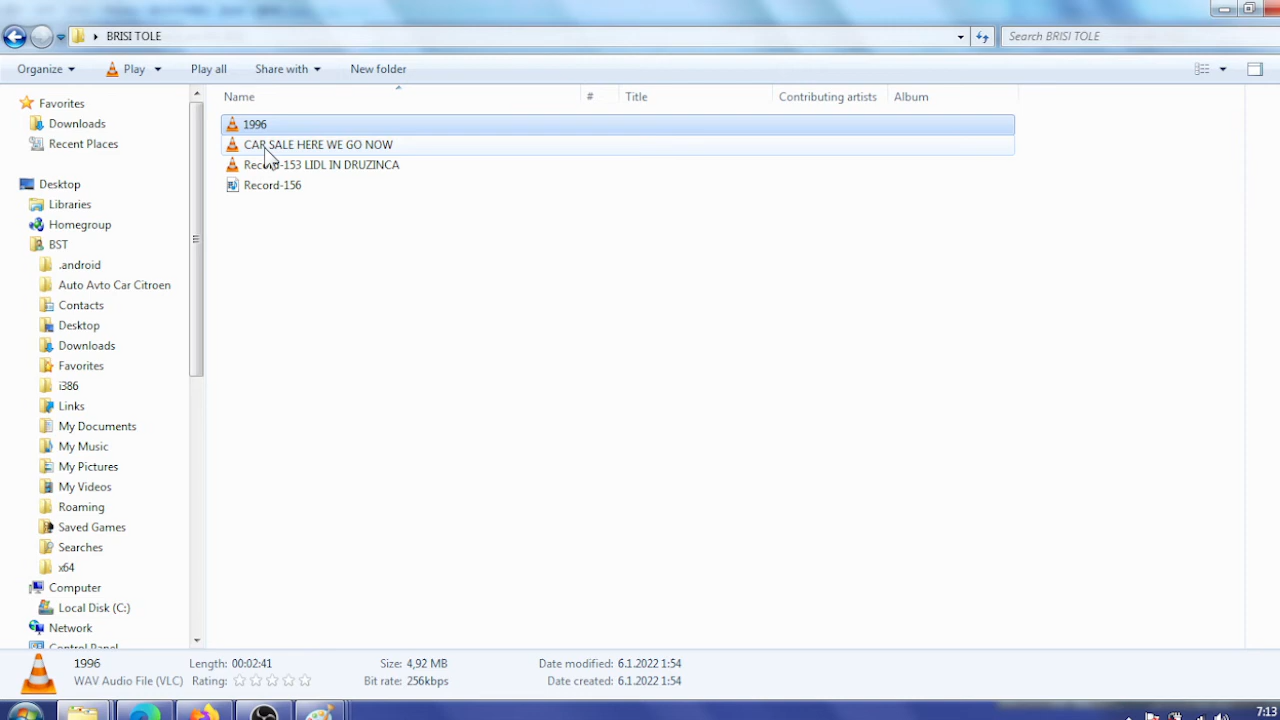 BRISI TOLE
Search BRISI TOLE
Organize Play Play all Share with New folder
Name # Title Contributing artists Album
Favorites
Downloads
Recent Places
Desktop
Libraries
Homegroup
BST
.android
Auto Avto Car Citroen
Contacts
Desktop
Downloads
Favorites
i386
Links
My Documents
My Music
My Pictures
My Videos
Roaming
Saved Games
Searches
x64
Computer
Local Disk (C:)
Network
Control Panel
1996
CAR SALE HERE WE GO NOW
Record-153 LIDL IN DRUZINCA
Record-156
1996 Length: 00:02:41 Size: 4,92 MB Date modified: 6.1.2022 1:54
WAV Audio File (VLC) Rating: Bit rate: 256kbps Date created: 6.1.2022 1:54
7:13